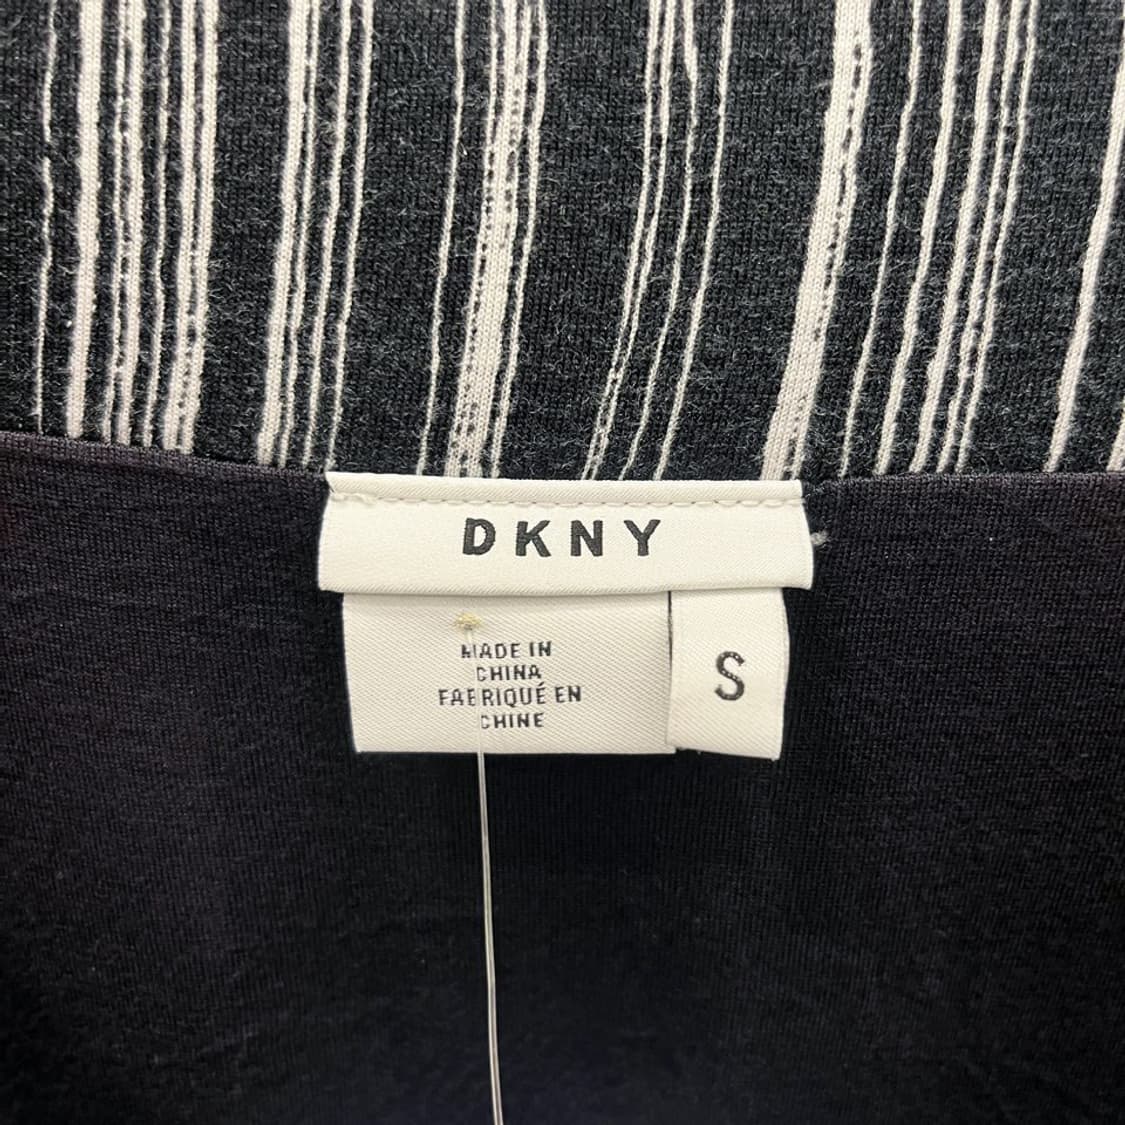 DKNY
MADE IN
CHINA
FABRIQUÉ EN
CHINE
S